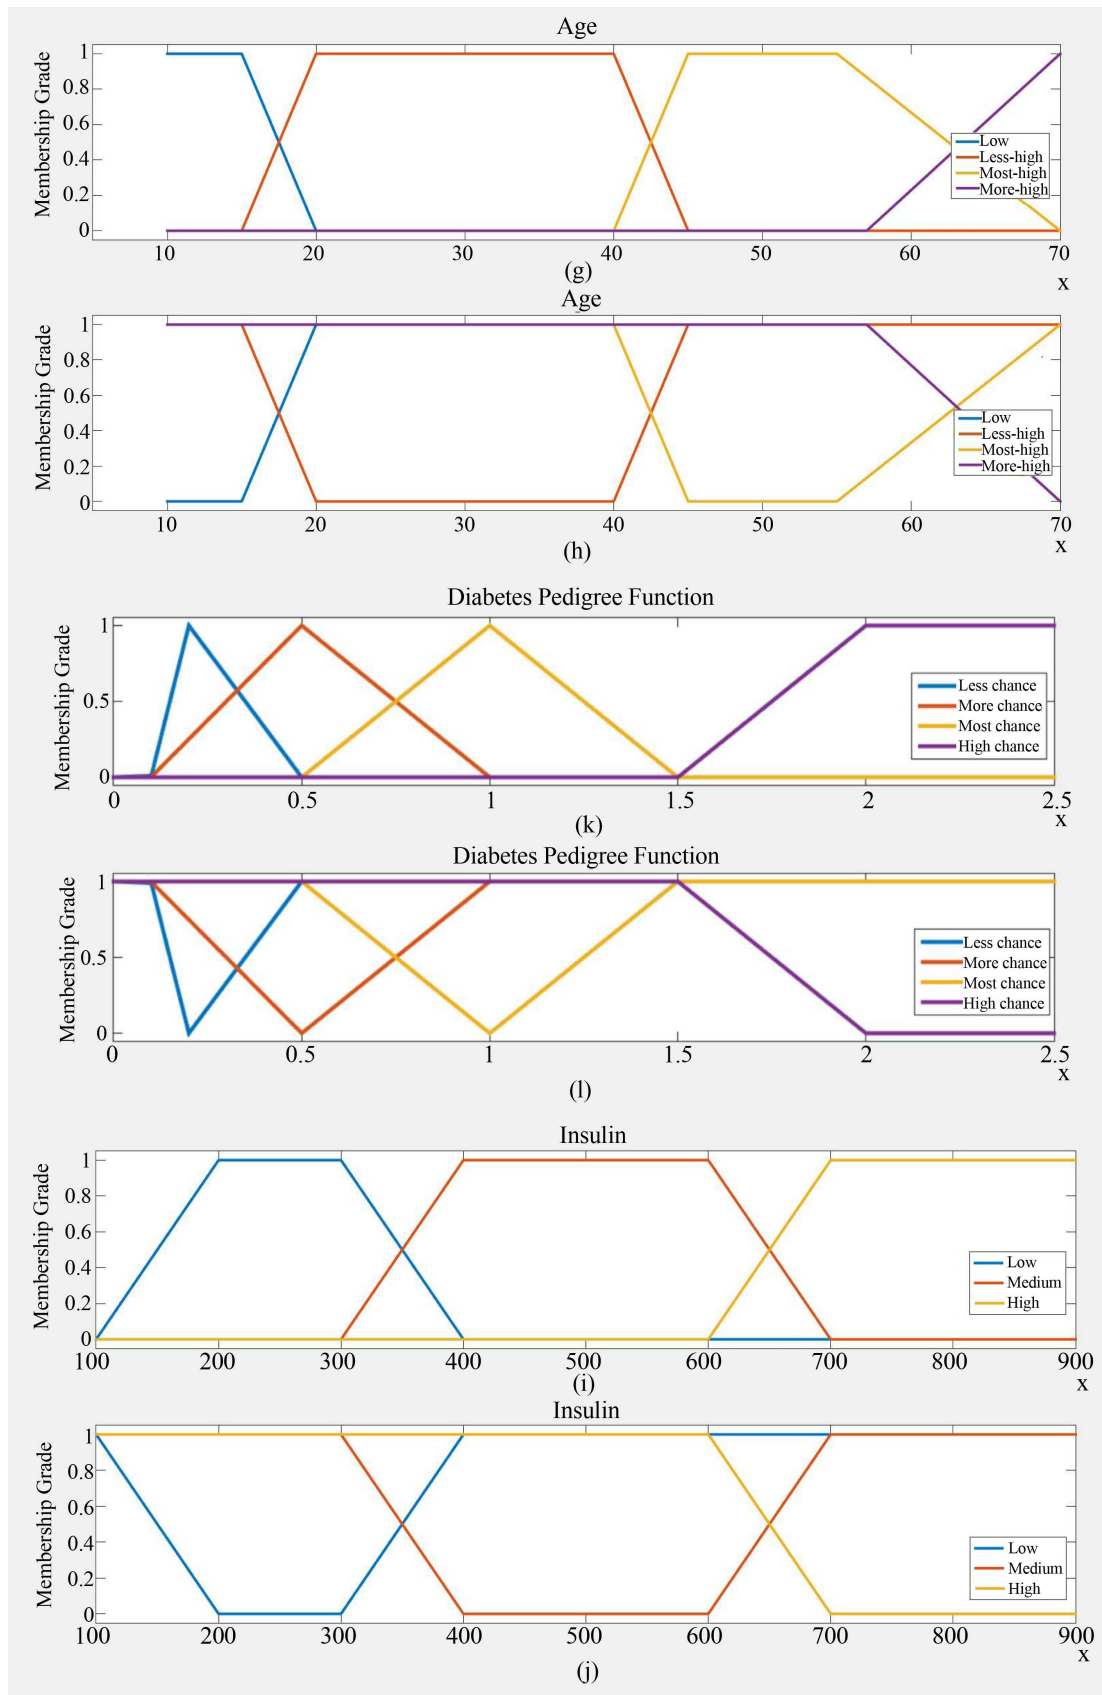 Age
Membership Grade
1
0.8
0.6
0.4
0.2
0
Low
Less-high
Most-high
More-high
10 20 30 40 50 60 70
(g)
x
Age
Membership Grade
1
0.8
0.6
0.4
0.2
0
Low
Less-high
Most-high
More-high
10 20 30 40 50 60 70
x
(h)
Diabetes Pedigree Function
Membership Grade
1
0.5
0
Less chance
More chance
Most chance
High chance
0 0.5 1 1.5 2 2.5
x
(k)
Diabetes Pedigree Function
Membership Grade
1
0.5
0
Less chance
More chance
Most chance
High chance
0 0.5 1 1.5 2 2.5
x
(l)
Insulin
Membership Grade
1
0.8
0.6
0.4
0.2
0
Low
Medium
High
100 200 300 400 500 600 700 800 900
(i)
x
Insulin
Membership Grade
1
0.8
0.6
0.4
0.2
0
Low
Medium
High
100 200 300 400 500 600 700 800 900
x
(j)